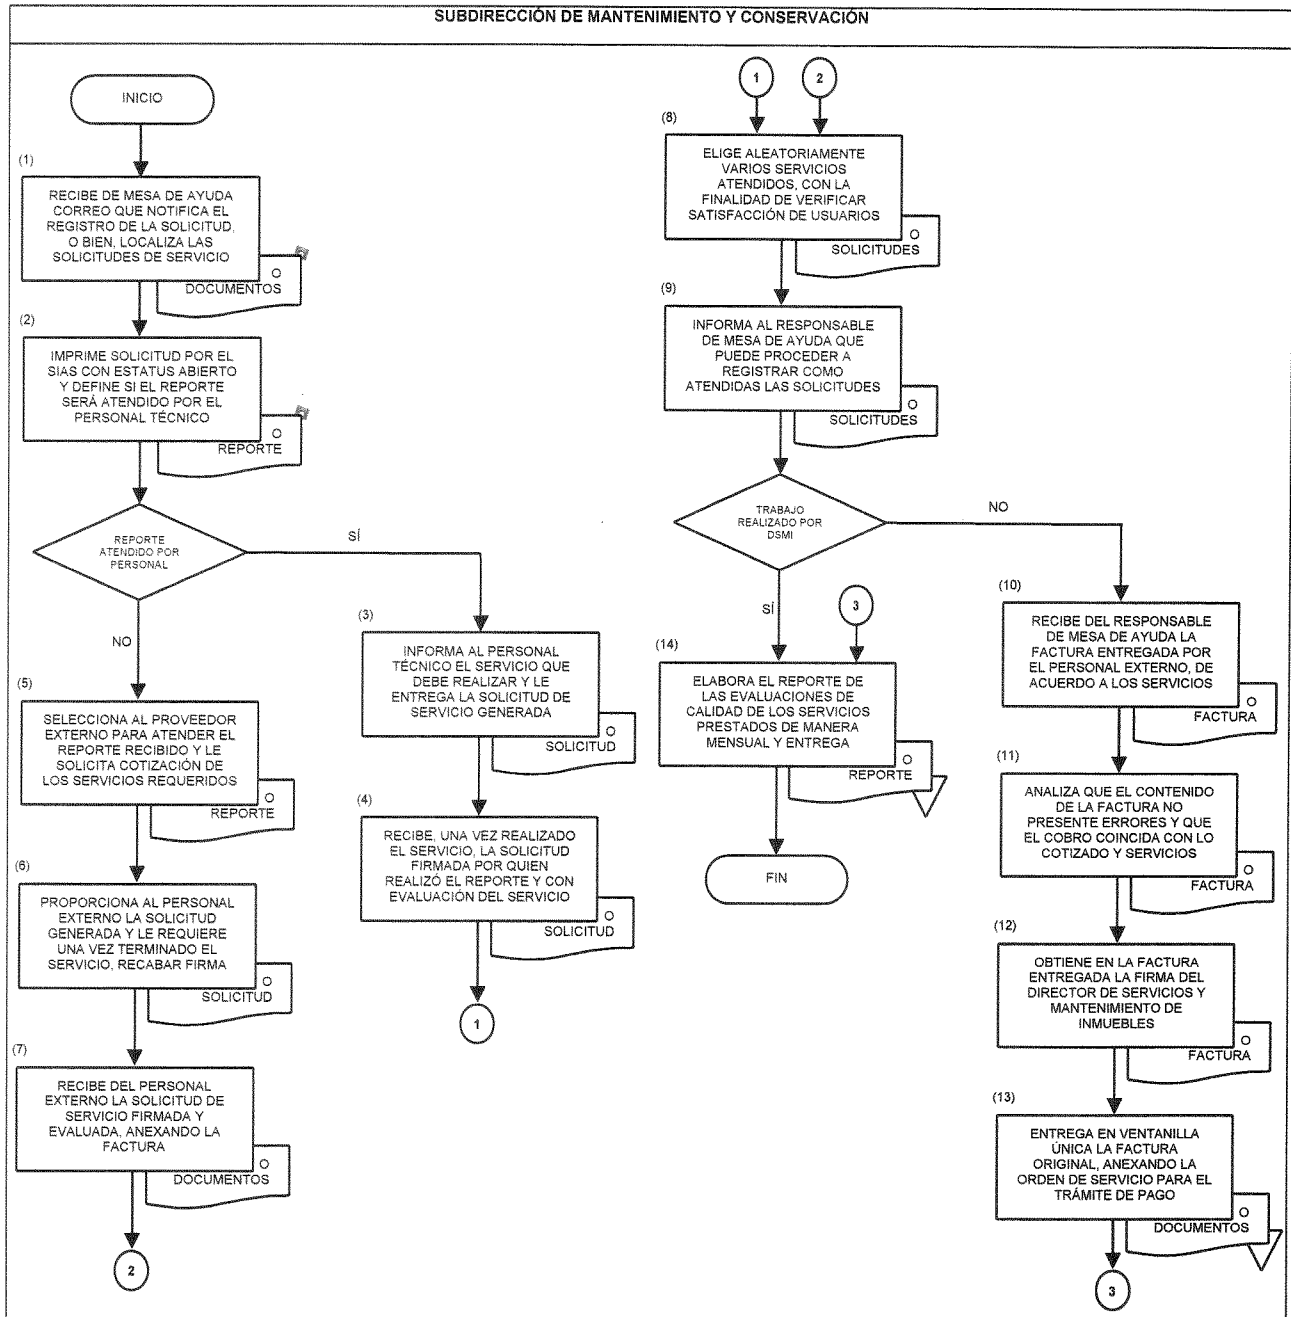 SUBDIRECCIÓN DE MANTENIMIENTO Y CONSERVACIÓN
INICIO
(1)
RECIBE DE MESA DE AYUDA
CORREO QUE NOTIFICA EL
REGISTRO DE LA SOLICITUD,
O BIEN, LOCALIZA LAS
SOLICITUDES DE SERVICIO
O
DOCUMENTOS
(2)
IMPRIME SOLICITUD POR EL
SIAS CON ESTATUS ABIERTO
Y DEFINE SI EL REPORTE
SERÁ ATENDIDO POR EL
PERSONAL TÉCNICO
O
REPORTE
REPORTE
ATENDIDO POR
PERSONAL
SÍ
NO
(3)
INFORMA AL PERSONAL
TÉCNICO EL SERVICIO QUE
DEBE REALIZAR Y LE
ENTREGA LA SOLICITUD DE
SERVICIO GENERADA
O
SOLICITUD
(4)
RECIBE, UNA VEZ REALIZADO
EL SERVICIO, LA SOLICITUD
FIRMADA POR QUIEN
REALIZÓ EL REPORTE Y CON
EVALUACIÓN DEL SERVICIO
O
SOLICITUD
1
(5)
SELECCIONA AL PROVEEDOR
EXTERNO PARA ATENDER EL
REPORTE RECIBIDO Y LE
SOLICITA COTIZACIÓN DE
LOS SERVICIOS REQUERIDOS
O
REPORTE
(6)
PROPORCIONA AL PERSONAL
EXTERNO LA SOLICITUD
GENERADA Y LE REQUIERE
UNA VEZ TERMINADO EL
SERVICIO, RECABAR FIRMA
O
SOLICITUD
(7)
RECIBE DEL PERSONAL
EXTERNO LA SOLICITUD DE
SERVICIO FIRMADA Y
EVALUADA, ANEXANDO LA
FACTURA
O
DOCUMENTOS
2
1
2
(8)
ELIGE ALEATORIAMENTE
VARIOS SERVICIOS
ATENDIDOS, CON LA
FINALIDAD DE VERIFICAR
SATISFACCIÓN DE USUARIOS
O
SOLICITUDES
(9)
INFORMA AL RESPONSABLE
DE MESA DE AYUDA QUE
PUEDE PROCEDER A
REGISTRAR COMO
ATENDIDAS LAS SOLICITUDES
O
SOLICITUDES
TRABAJO
REALIZADO POR
DSMI
NO
SÍ
3
(14)
ELABORA EL REPORTE DE
LAS EVALUACIONES DE
CALIDAD DE LOS SERVICIOS
PRESTADOS DE MANERA
MENSUAL Y ENTREGA
O
REPORTE
FIN
(10)
RECIBE DEL RESPONSABLE
DE MESA DE AYUDA LA
FACTURA ENTREGADA POR
EL PERSONAL EXTERNO, DE
ACUERDO A LOS SERVICIOS
O
FACTURA
(11)
ANALIZA QUE EL CONTENIDO
DE LA FACTURA NO
PRESENTE ERRORES Y QUE
EL COBRO COINCIDA CON LO
COTIZADO Y SERVICIOS
O
FACTURA
(12)
OBTIENE EN LA FACTURA
ENTREGADA LA FIRMA DEL
DIRECTOR DE SERVICIOS Y
MANTENIMIENTO DE
INMUEBLES
O
FACTURA
(13)
ENTREGA EN VENTANILLA
ÚNICA LA FACTURA
ORIGINAL, ANEXANDO LA
ORDEN DE SERVICIO PARA EL
TRÁMITE DE PAGO
O
DOCUMENTOS
3